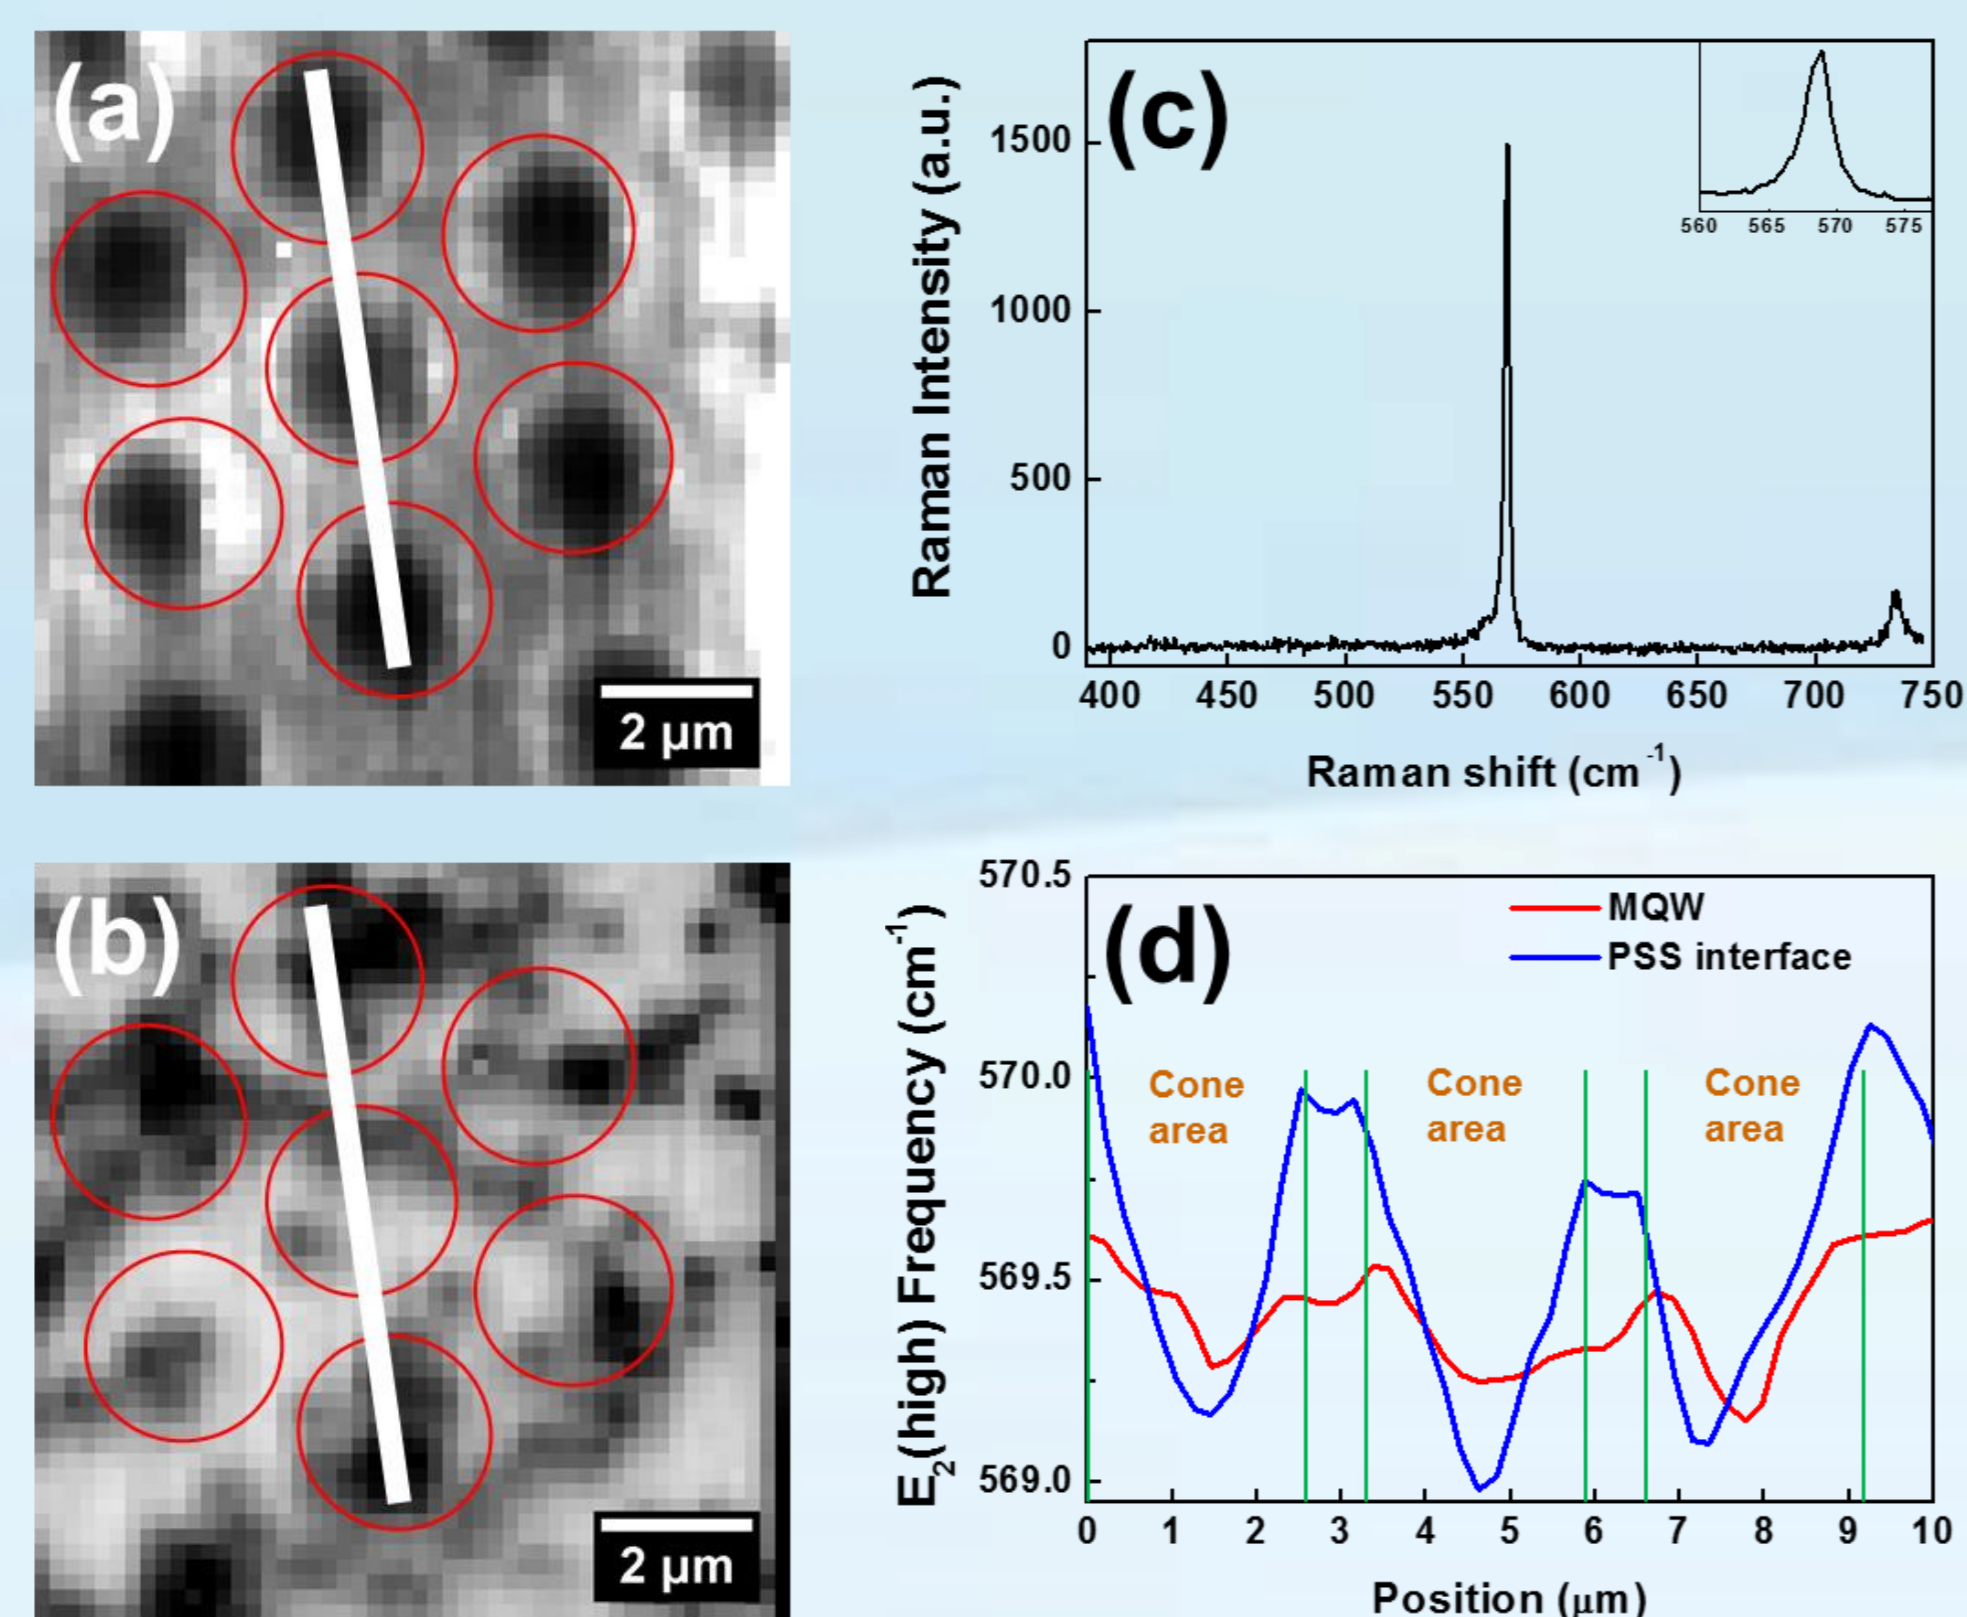 (a)
2 µm
(b)
2 µm
(c)
Raman Intensity (a.u.)
1500
1000
500
0
400 450 500 550 600 650 700 750
Raman shift (cm⁻¹)
560 565 570 575
(d)
E₂(high) Frequency (cm⁻¹)
570.5
570.0
569.5
569.0
MQW
PSS interface
Cone area
Cone area
Cone area
0 1 2 3 4 5 6 7 8 9 10
Position (µm)